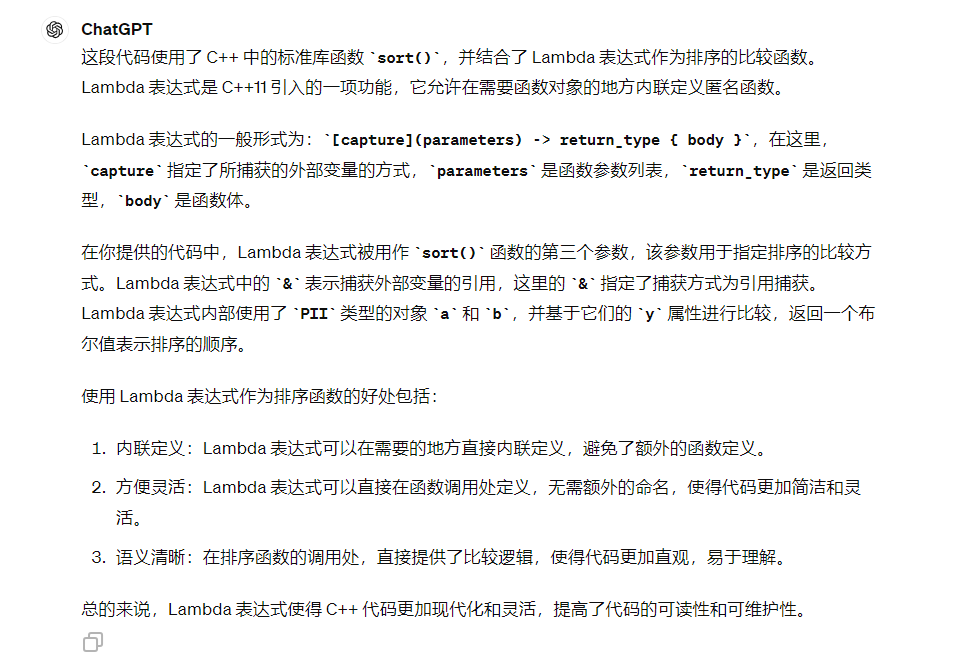 ChatGPT
这段代码使用了 C++ 中的标准库函数 `sort()`，并结合了 Lambda 表达式作为排序的比较函数。
Lambda 表达式是 C++11 引入的一项功能，它允许在需要函数对象的地方内联定义匿名函数。
Lambda 表达式的一般形式为：`[capture](parameters) -> return_type { body }`，在这里，
`capture` 指定了所捕获的外部变量的方式，`parameters` 是函数参数列表，`return_type` 是返回类
型，`body` 是函数体。
在你提供的代码中，Lambda 表达式被用作 `sort()` 函数的第三个参数，该参数用于指定排序的比较方
式。Lambda 表达式中的 `&` 表示捕获外部变量的引用，这里的 `&` 指定了捕获方式为引用捕获。
Lambda 表达式内部使用了 `PII` 类型的对象 `a` 和 `b`，并基于它们的 `y` 属性进行比较，返回一个布
尔值表示排序的顺序。
使用 Lambda 表达式作为排序函数的好处包括：
1. 内联定义：Lambda 表达式可以在需要的地方直接内联定义，避免了额外的函数定义。
2. 方便灵活：Lambda 表达式可以直接在函数调用处定义，无需额外的命名，使得代码更加简洁和灵
活。
3. 语义清晰：在排序函数的调用处，直接提供了比较逻辑，使得代码更加直观，易于理解。
总的来说，Lambda 表达式使得 C++ 代码更加现代化和灵活，提高了代码的可读性和可维护性。